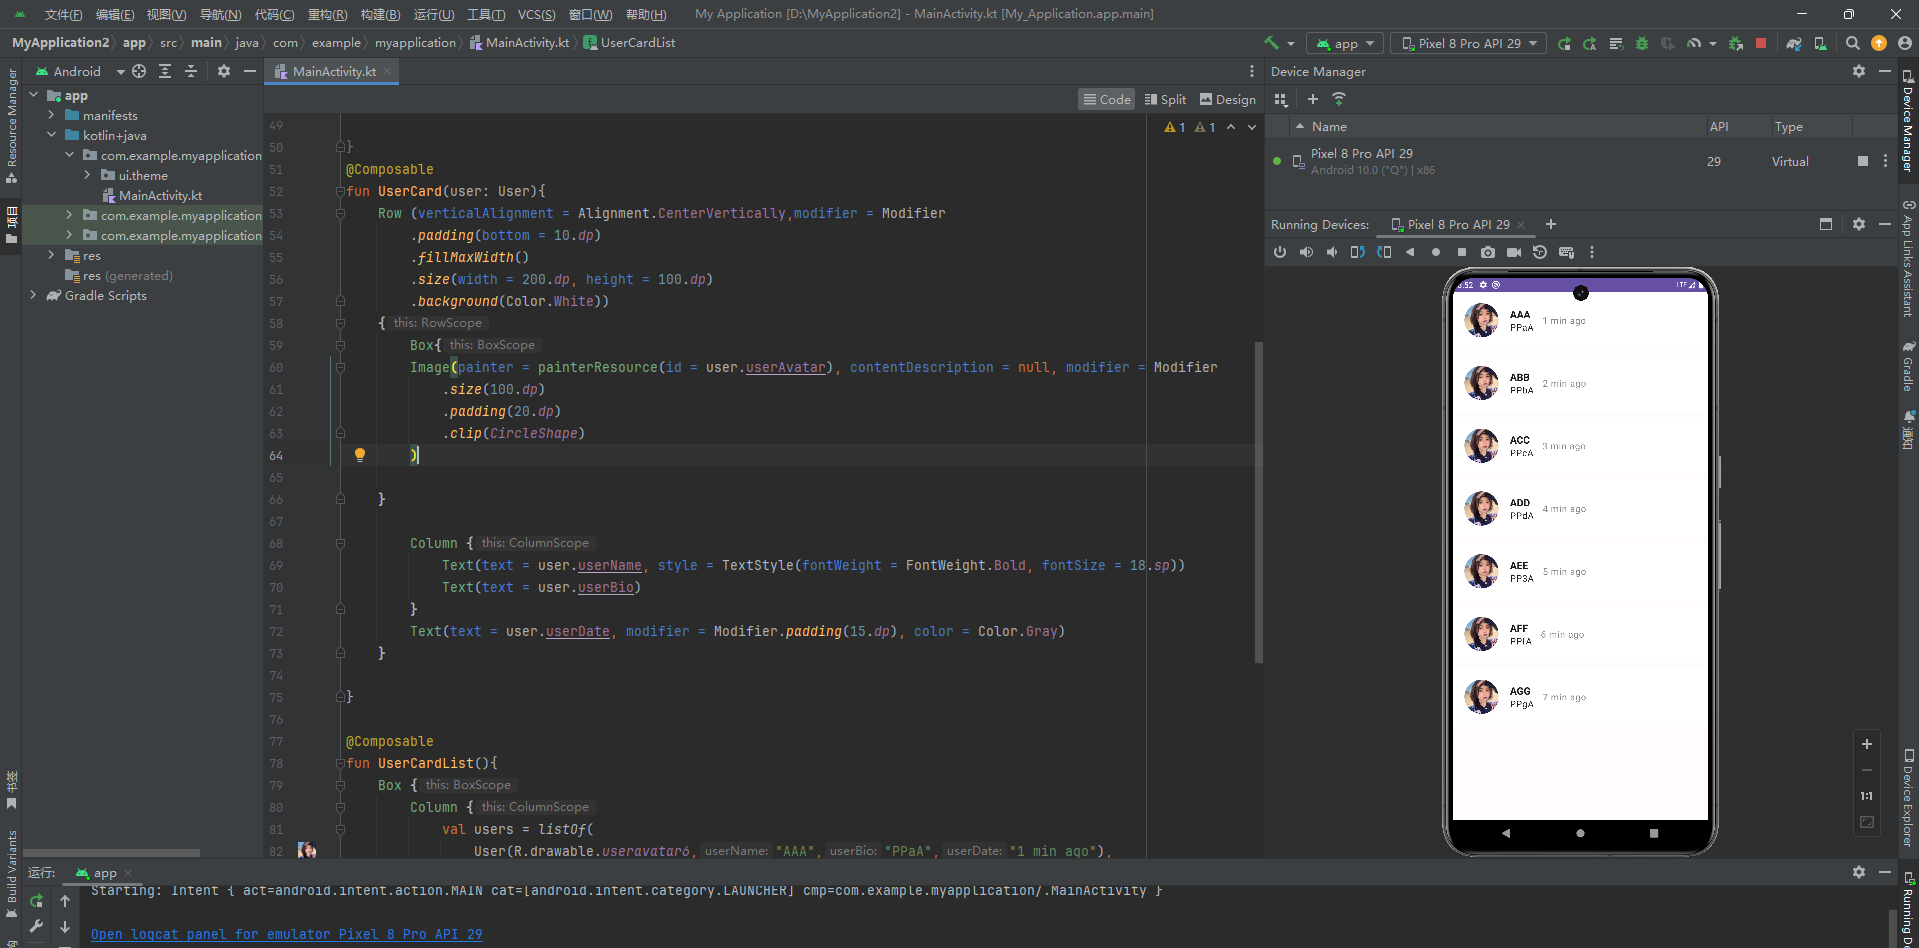 文件(F) 编辑(E) 视图(V) 导航(N) 代码(C) 重构(R) 构建(B) 运行(U) 工具(T) VCS(S) 窗口(W) 帮助(H) My Application [D:\MyApplication2] - MainActivity.kt [My_Application.app.main]
MyApplication2 app src main java com example myapplication MainActivity.kt UserCardList
app Pixel 8 Pro API 29
Android
MainActivity.kt
Device Manager
Code Split Design
app
manifests
kotlin+java
com.example.myapplication
ui.theme
MainActivity.kt
com.example.myapplication
com.example.myapplication
res
res (generated)
Gradle Scripts
Resource Manager
项目
书签
Build Variants
1 1
49
50 }
51 @Composable
52 fun UserCard(user: User){
53 Row (verticalAlignment = Alignment.CenterVertically,modifier = Modifier
54 .padding(bottom = 10.dp)
55 .fillMaxWidth()
56 .size(width = 200.dp, height = 100.dp)
57 .background(Color.White))
58 { this: RowScope
59 Box{ this: BoxScope
60 Image(painter = painterResource(id = user.userAvatar), contentDescription = null, modifier = Modifier
61 .size(100.dp)
62 .padding(20.dp)
63 .clip(CircleShape)
64 )
65
66 }
67
68 Column { this: ColumnScope
69 Text(text = user.userName, style = TextStyle(fontWeight = FontWeight.Bold, fontSize = 18.sp))
70 Text(text = user.userBio)
71 }
72 Text(text = user.userDate, modifier = Modifier.padding(15.dp), color = Color.Gray)
73 }
74
75 }
76
77 @Composable
78 fun UserCardList(){
79 Box { this: BoxScope
80 Column { this: ColumnScope
81 val users = listOf(
82 User(R.drawable.useravatar6, userName: "AAA", userBio: "PPaA", userDate: "1 min ago"),
Name API Type
Pixel 8 Pro API 29 29 Virtual
Android 10.0 ("Q") | x86
Running Devices: Pixel 8 Pro API 29
LTE
AAA 1 min ago
PPaA
ABB 2 min ago
PPbA
ACC 3 min ago
PPcA
ADD 4 min ago
PPdA
AEE 5 min ago
PP3A
AFF 6 min ago
PPfA
AGG 7 min ago
PPgA
1:1
Device Manager
App Links Assistant
Gradle
通知
Device Explorer
运行: app
Starting: Intent { act=android.intent.action.MAIN cat=[android.intent.category.LAUNCHER] cmp=com.example.myapplication/.MainActivity }
Open logcat panel for emulator Pixel 8 Pro API 29